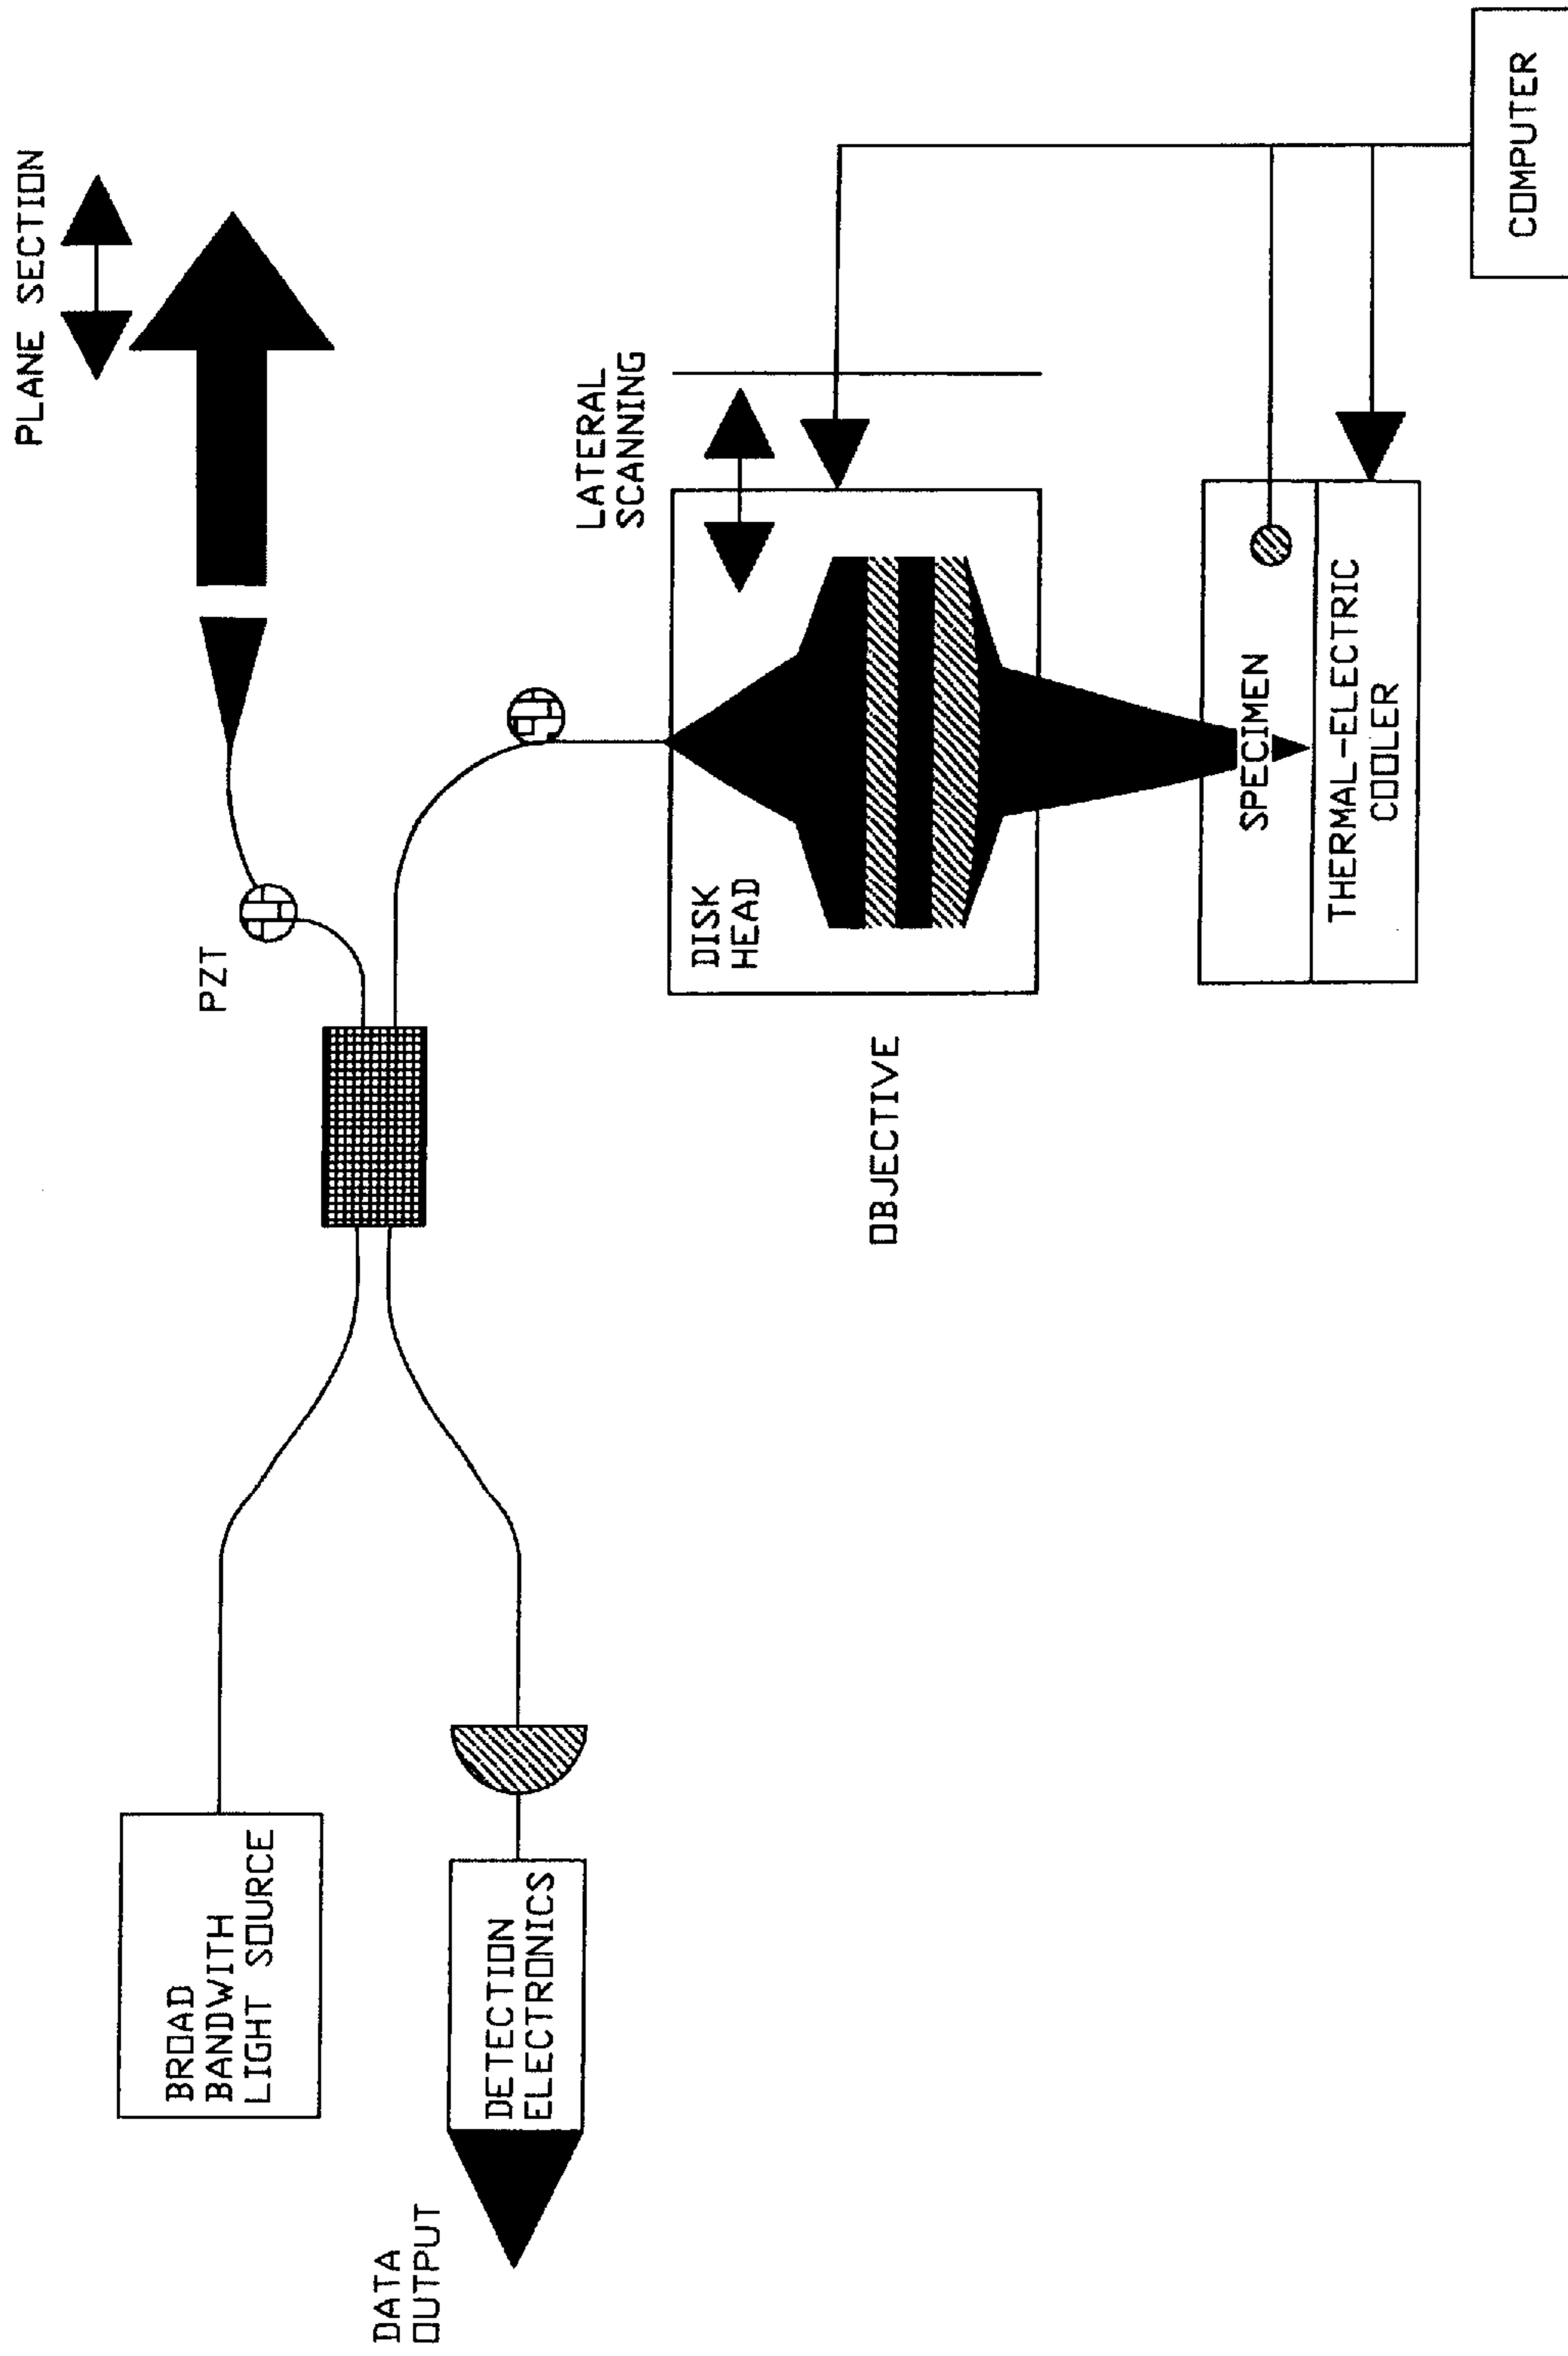 BROAD
BANDWITH
LIGHT SOURCE
PLANE SECTION
PZT
DATA
OUTPUT
DETECTION
ELECTRONICS
LATERAL
SCANNING
DISK
HEAD
OBJECTIVE
SPECIMEN
THERMAL-ELECTRIC
COOLER
COMPUTER